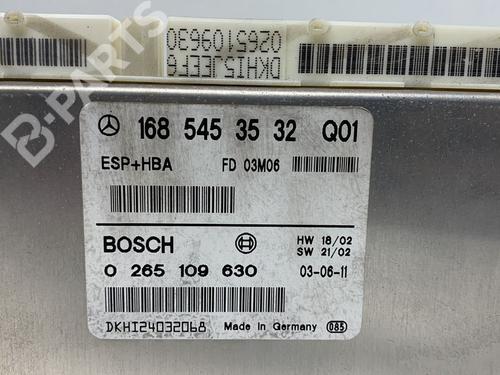 B-PARTS
0265109630
DKHI5JEEF6
168 545 35 32 Q01
ESP+HBA FD 03M06
BOSCH HW 18/02
SW 21/02
0 265 109 630 03-06-11
DKHI24032068 Made in Germany 085